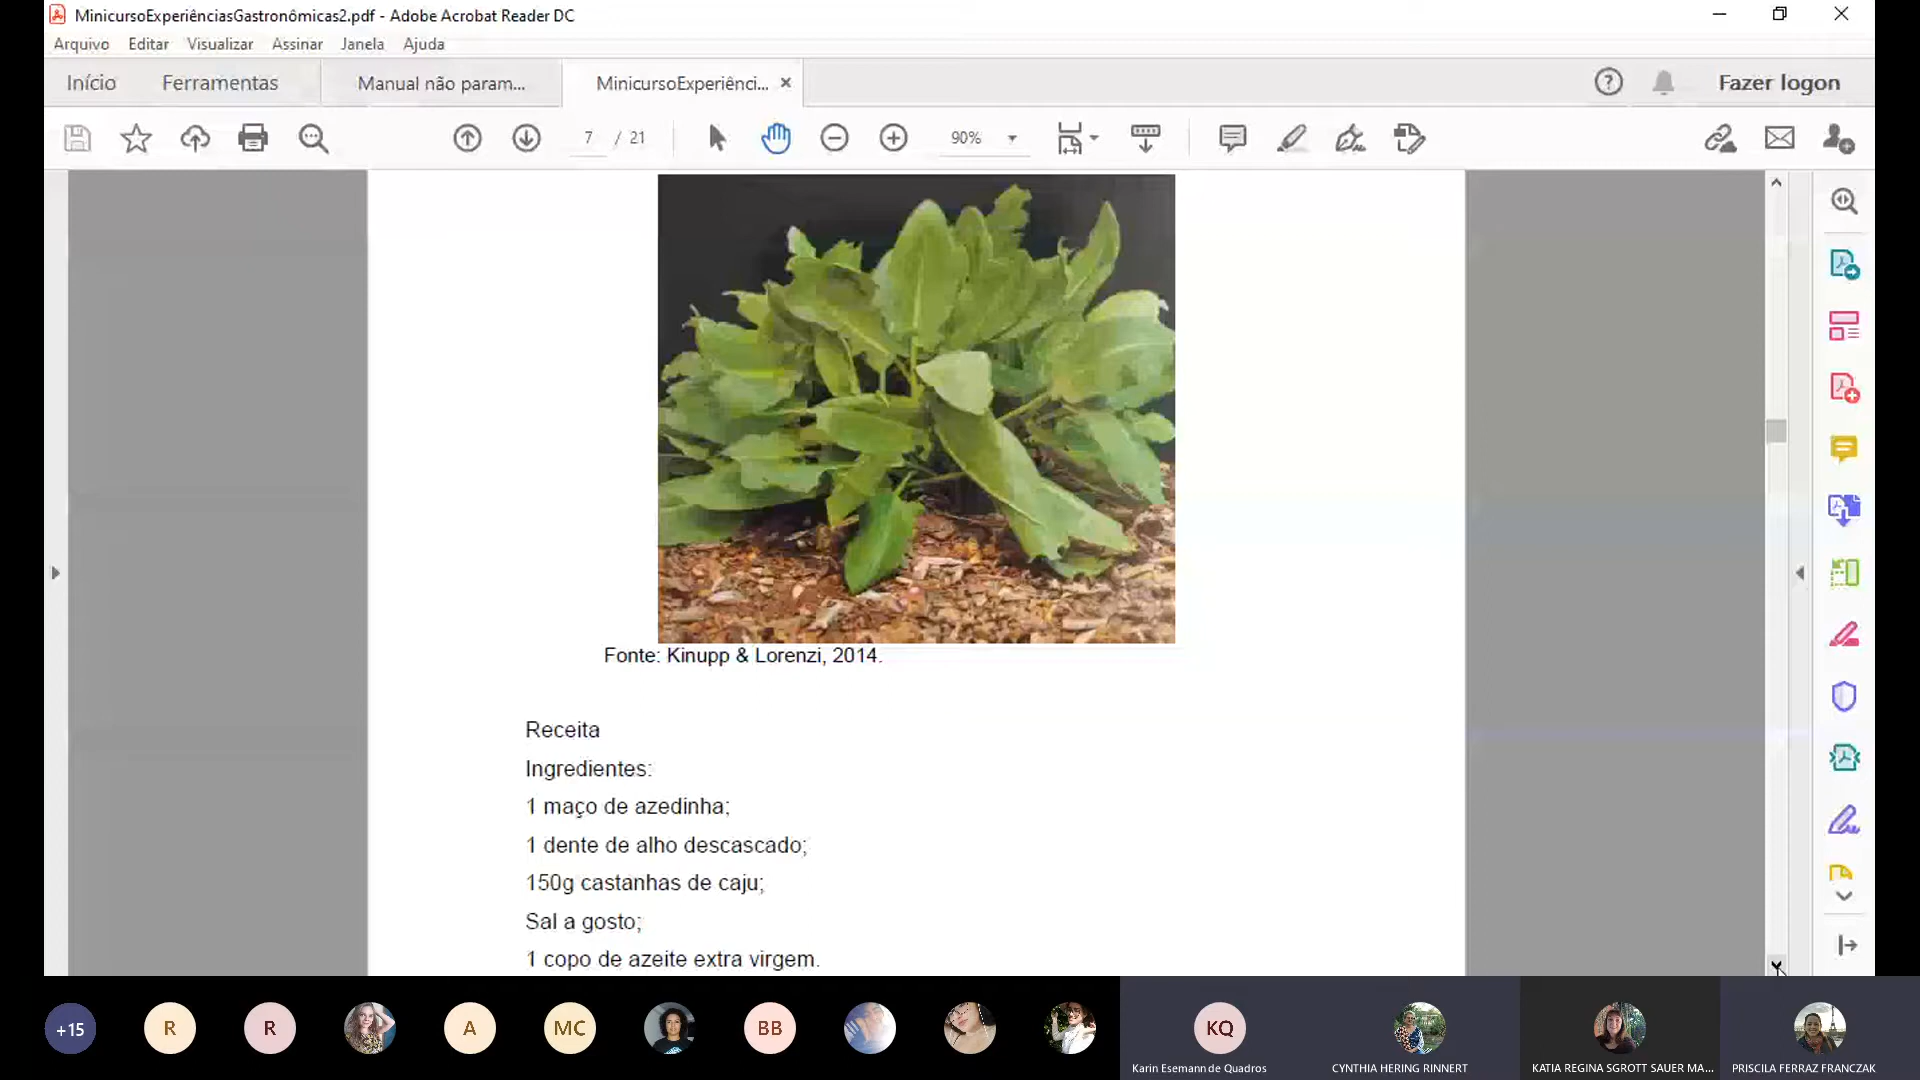 MinicursoExperiênciasGastronômicas2.pdf - Adobe Acrobat Reader DC
Arquivo Editar Visualizar Assinar Janela Ajuda
Início Ferramentas Manual não param... MinicursoExperiênci... Fazer logon
7 / 21 90%
Fonte: Kinupp & Lorenzi, 2014.
Receita
Ingredientes:
1 maço de azedinha;
1 dente de alho descascado;
150g castanhas de caju;
Sal a gosto;
1 copo de azeite extra virgem.
+15 R R A MC BB KQ
Karin Esemann de Quadros CYNTHIA HERING RINNERT KATIA REGINA SGROTT SAUER MA... PRISCILA FERRAZ FRANCZAK